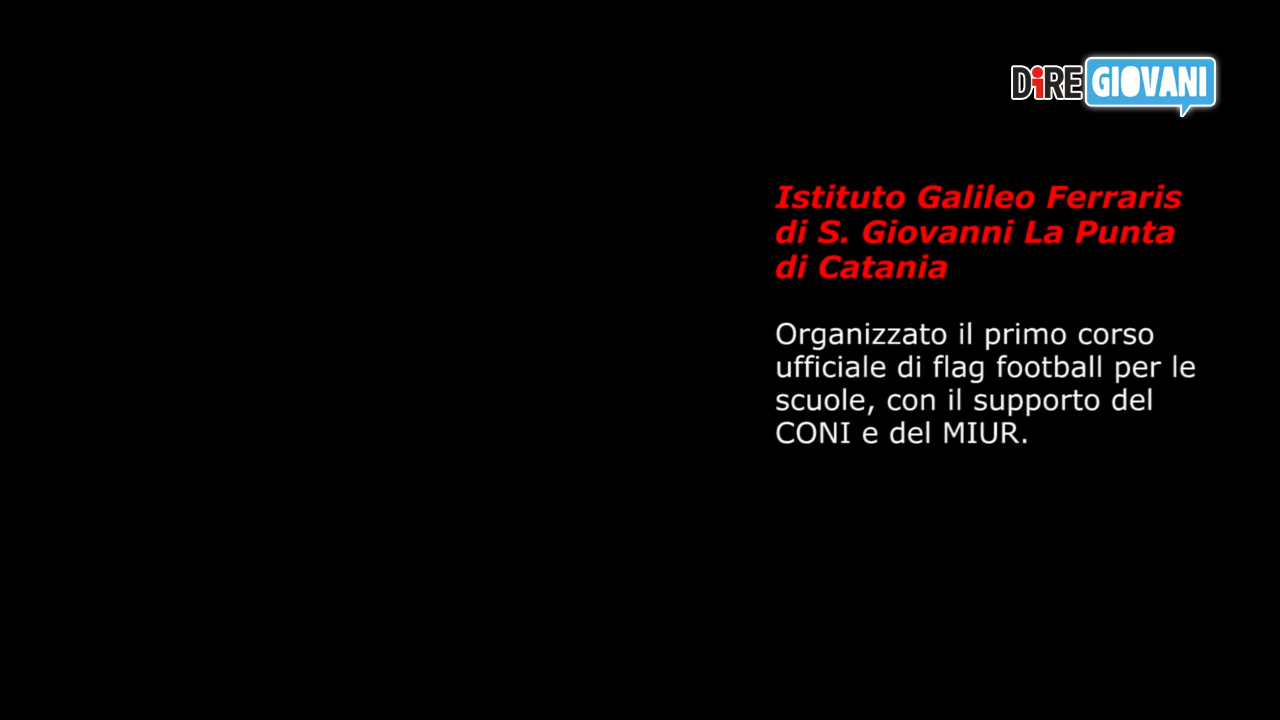 DiRE GIOVANI
Istituto Galileo Ferraris
di S. Giovanni La Punta
di Catania
Organizzato il primo corso
ufficiale di flag football per le
scuole, con il supporto del
CONI e del MIUR.